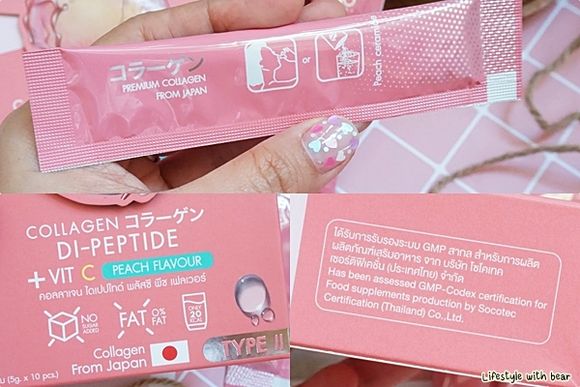 コラーゲン
PREMIUM COLLAGEN
FROM JAPAN
or
Peach ceramide
COLLAGEN コラーゲン
DI-PEPTIDE
+ VIT C PEACH FLAVOUR
คอลลาเจน ไดเปปไทด์ พลัสซี พีช เฟลเวอร์
NO SUGAR ADDED
FAT 0% FAT
ONLY 20 KCAL
Collagen
From Japan
TYPE II
(5g x 10 pcs.)
ได้รับการรับรองระบบ GMP สากล สำหรับการผลิต
ผลิตภัณฑ์เสริมอาหาร จาก บริษัท โซโคเทค
เซอร์ติฟิเคชั่น (ประเทศไทย) จำกัด
Has been assessed GMP-Codex certification for
Food supplements production by Socotec
Certification (Thailand) Co.,Ltd.
Lifestyle with bear